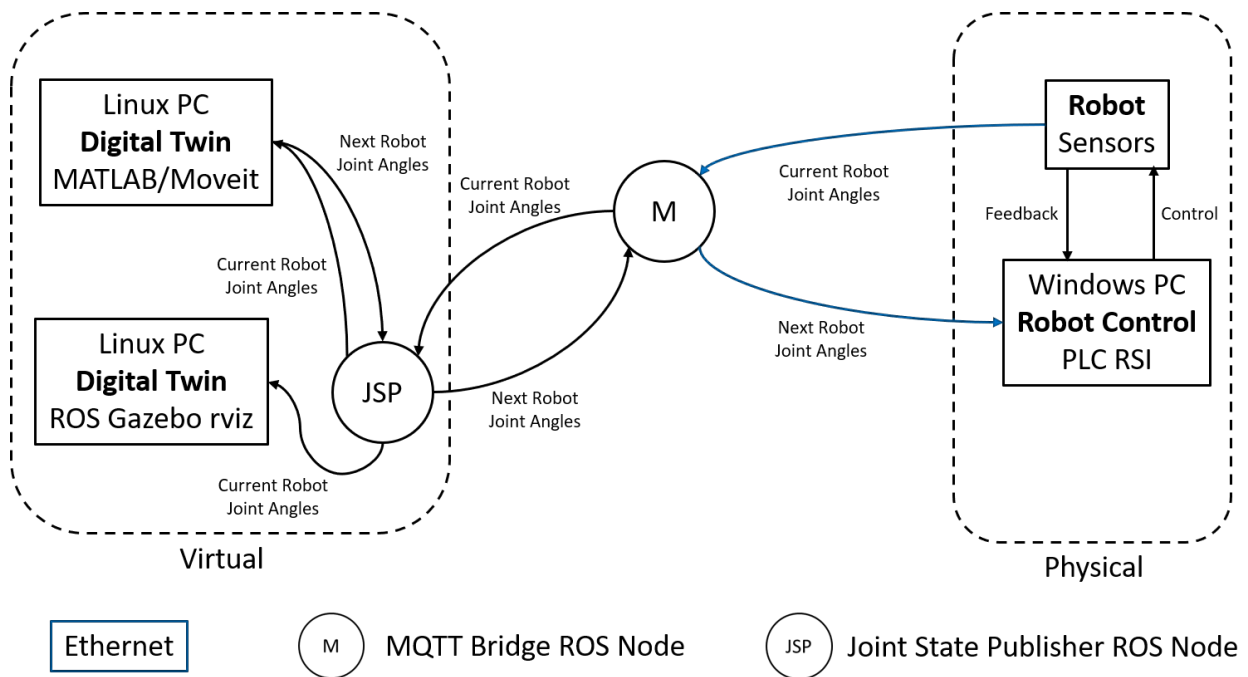 Linux PC
Digital Twin
MATLAB/Moveit
Next Robot
Joint Angles
Current Robot
Joint Angles
Linux PC
Digital Twin
ROS Gazebo rviz
JSP
Current Robot
Joint Angles
Virtual
Current Robot
Joint Angles
Next Robot
Joint Angles
M
Current Robot
Joint Angles
Next Robot
Joint Angles
Robot
Sensors
Feedback
Control
Windows PC
Robot Control
PLC RSI
Physical
Ethernet
M
MQTT Bridge ROS Node
JSP
Joint State Publisher ROS Node